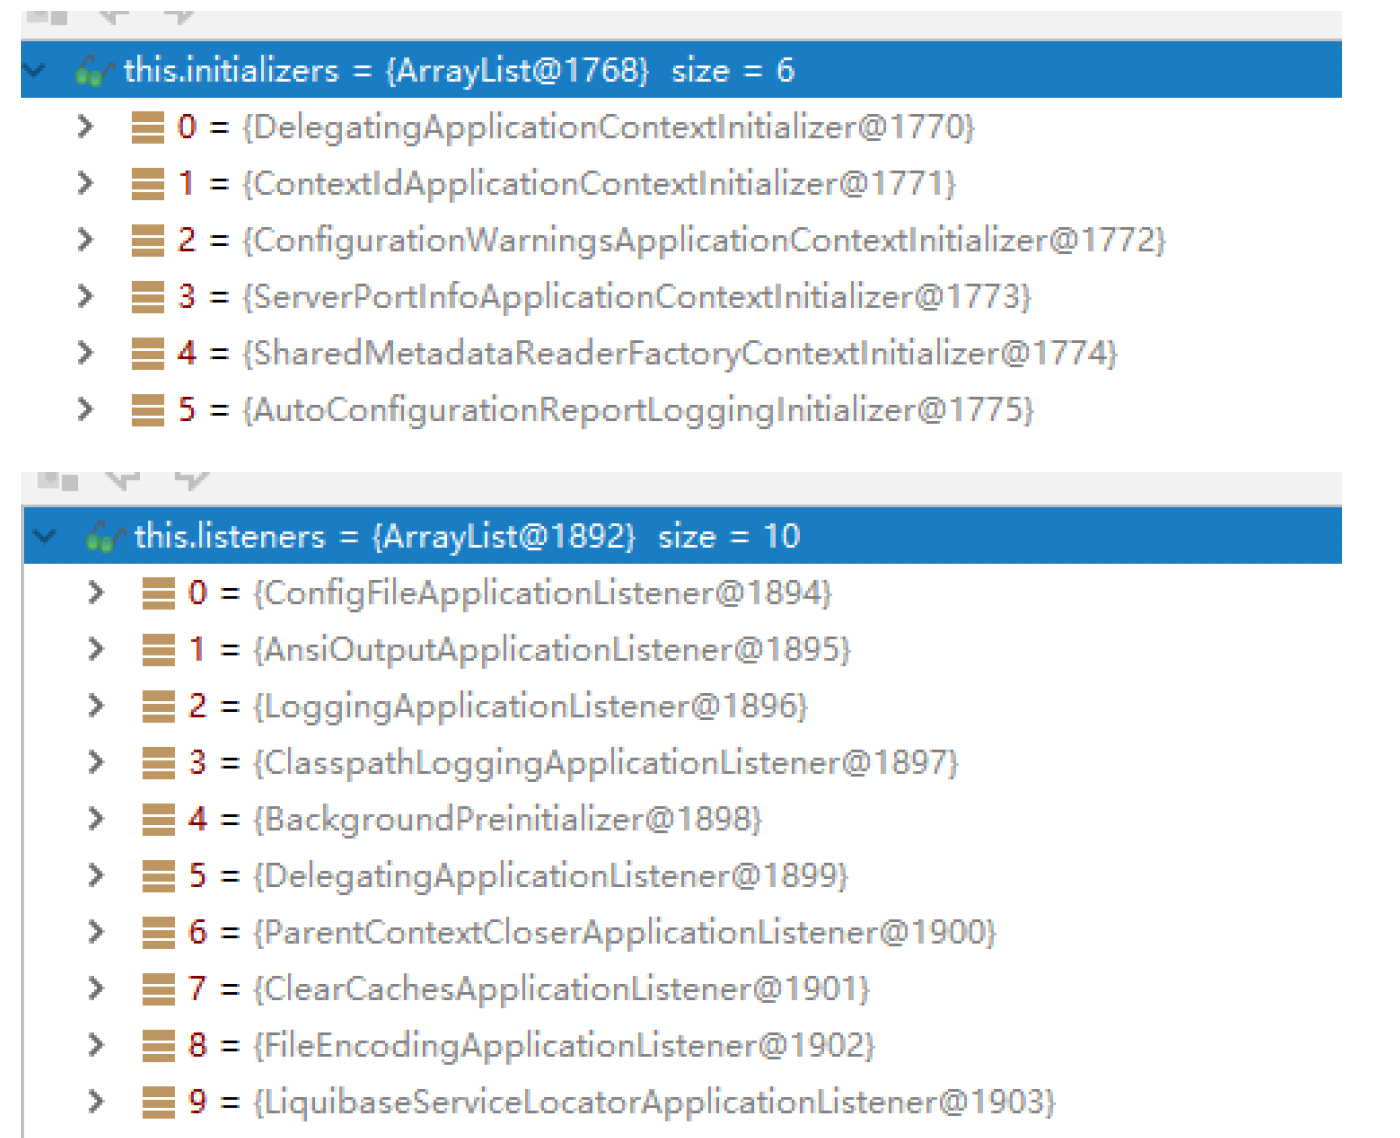 this.initializers = {ArrayList@1768} size = 6
0 = {DelegatingApplicationContextInitializer@1770}
1 = {ContextIdApplicationContextInitializer@1771}
2 = {ConfigurationWarningsApplicationContextInitializer@1772}
3 = {ServerPortInfoApplicationContextInitializer@1773}
4 = {SharedMetadataReaderFactoryContextInitializer@1774}
5 = {AutoConfigurationReportLoggingInitializer@1775}
this.listeners = {ArrayList@1892} size = 10
0 = {ConfigFileApplicationListener@1894}
1 = {AnsiOutputApplicationListener@1895}
2 = {LoggingApplicationListener@1896}
3 = {ClasspathLoggingApplicationListener@1897}
4 = {BackgroundPreinitializer@1898}
5 = {DelegatingApplicationListener@1899}
6 = {ParentContextCloserApplicationListener@1900}
7 = {ClearCachesApplicationListener@1901}
8 = {FileEncodingApplicationListener@1902}
9 = {LiquibaseServiceLocatorApplicationListener@1903}